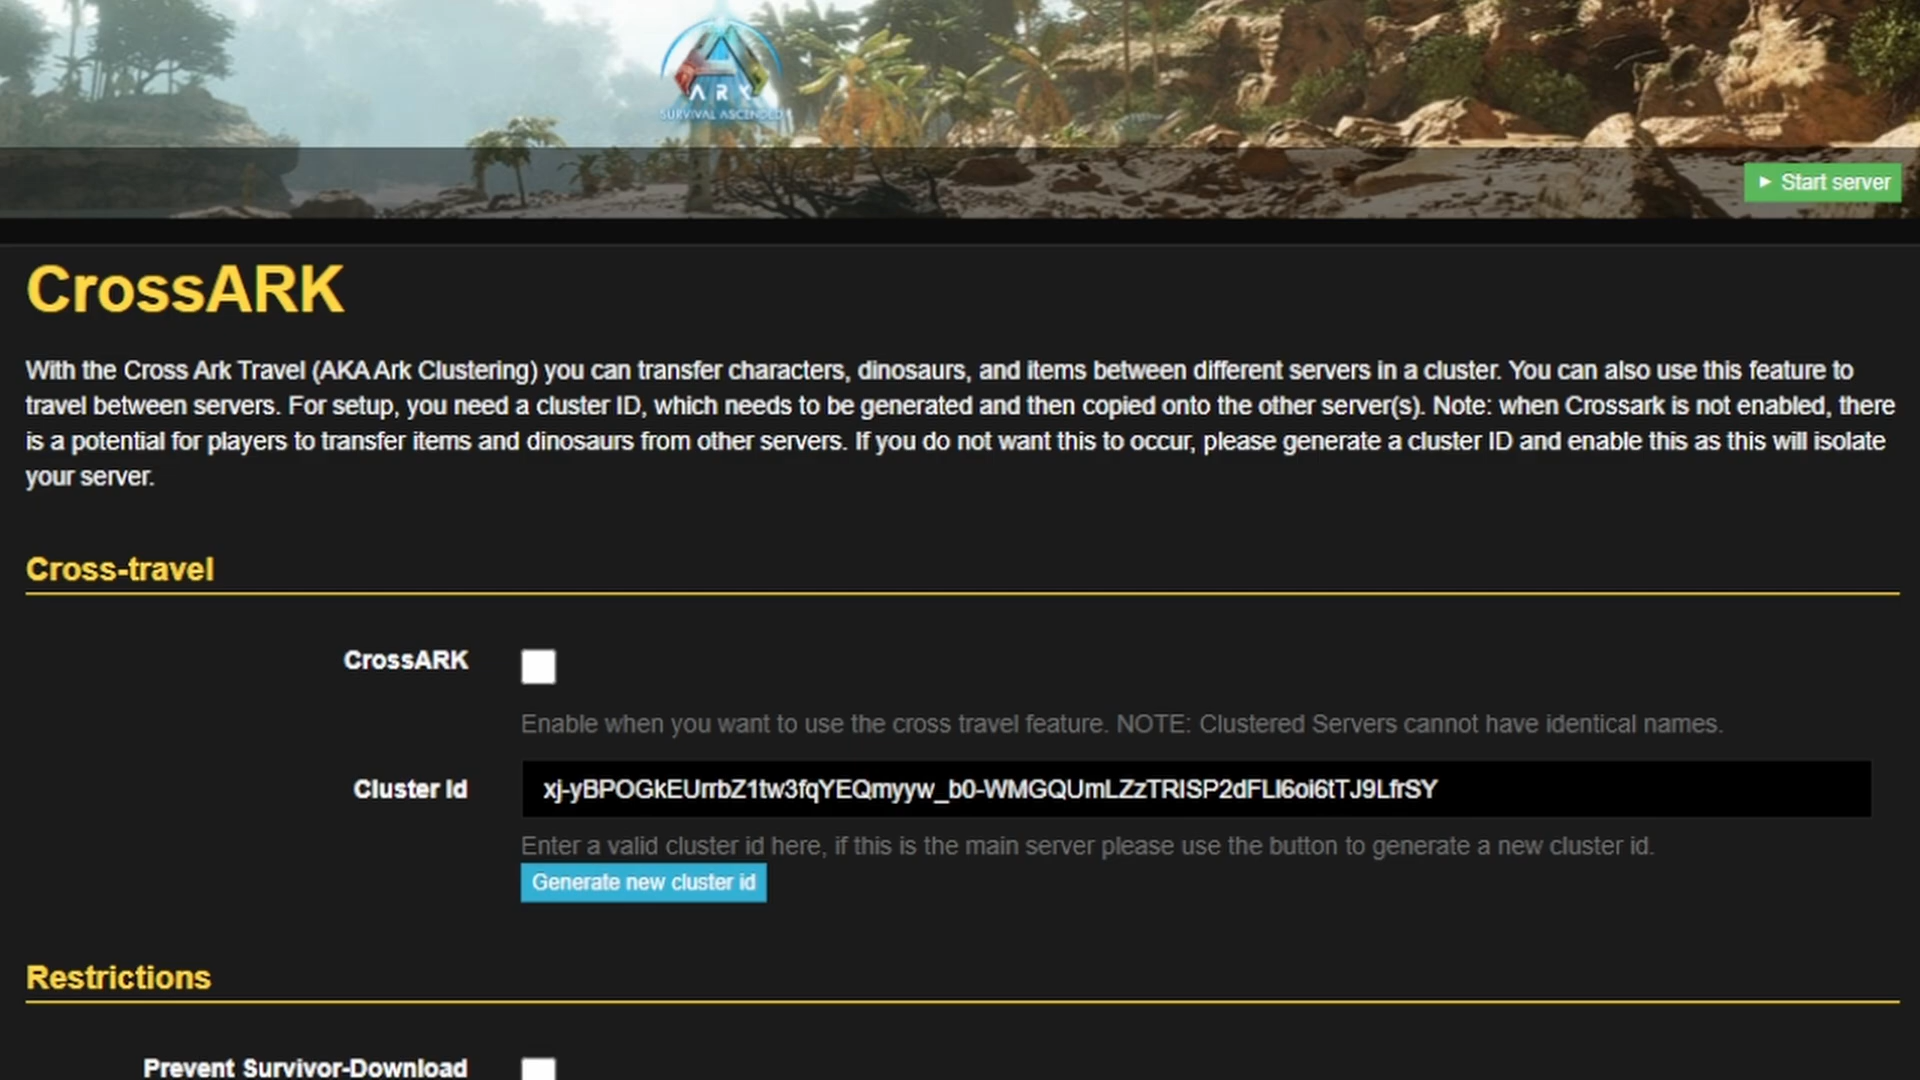 ARK
SURVIVAL ASCENDED
Start server
CrossARK
With the Cross Ark Travel (AKA Ark Clustering) you can transfer characters, dinosaurs, and items between different servers in a cluster. You can also use this feature to
travel between servers. For setup, you need a cluster ID, which needs to be generated and then copied onto the other server(s). Note: when Crossark is not enabled, there
is a potential for players to transfer items and dinosaurs from other servers. If you do not want this to occur, please generate a cluster ID and enable this as this will isolate
your server.
Cross-travel
CrossARK
Enable when you want to use the cross travel feature. NOTE: Clustered Servers cannot have identical names.
Cluster Id
xj-yBPOGkEUrrbZ1tw3fqYEQmyyw_b0-WMGQUmLZzTRISP2dFLI6oi6tTJ9LfrSY
Enter a valid cluster id here, if this is the main server please use the button to generate a new cluster id.
Generate new cluster id
Restrictions
Prevent Survivor-Download